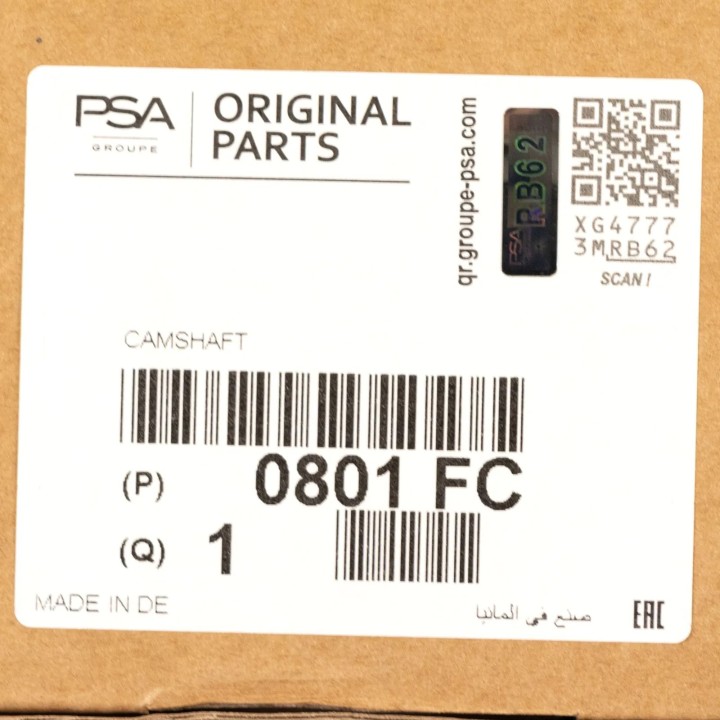 PSA
GROUPE
ORIGINAL
PARTS
qr.groupe-psa.com
PSA RB62
XG4777
3MRB62
SCAN!
CAMSHAFT
(P) 0801 FC
(Q) 1
MADE IN DE
صنع في المانيا
EAC